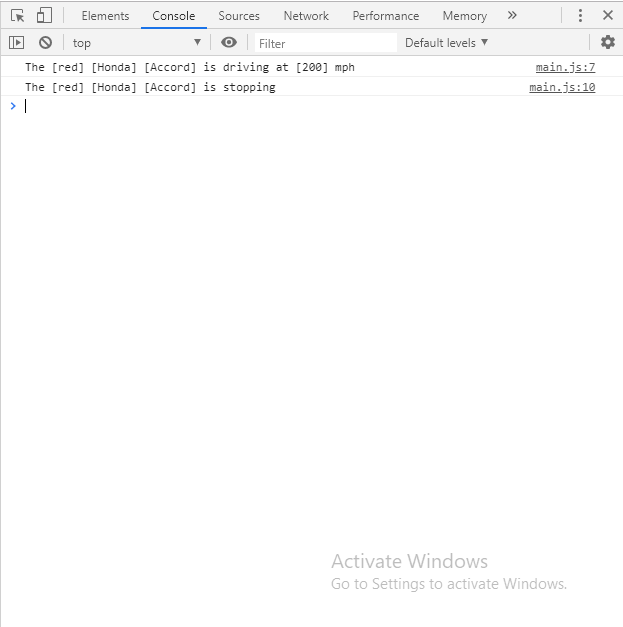 Elements Console Sources Network Performance Memory »
top Filter Default levels
The [red] [Honda] [Accord] is driving at [200] mph main.js:7
The [red] [Honda] [Accord] is stopping main.js:10
>
Activate Windows
Go to Settings to activate Windows.